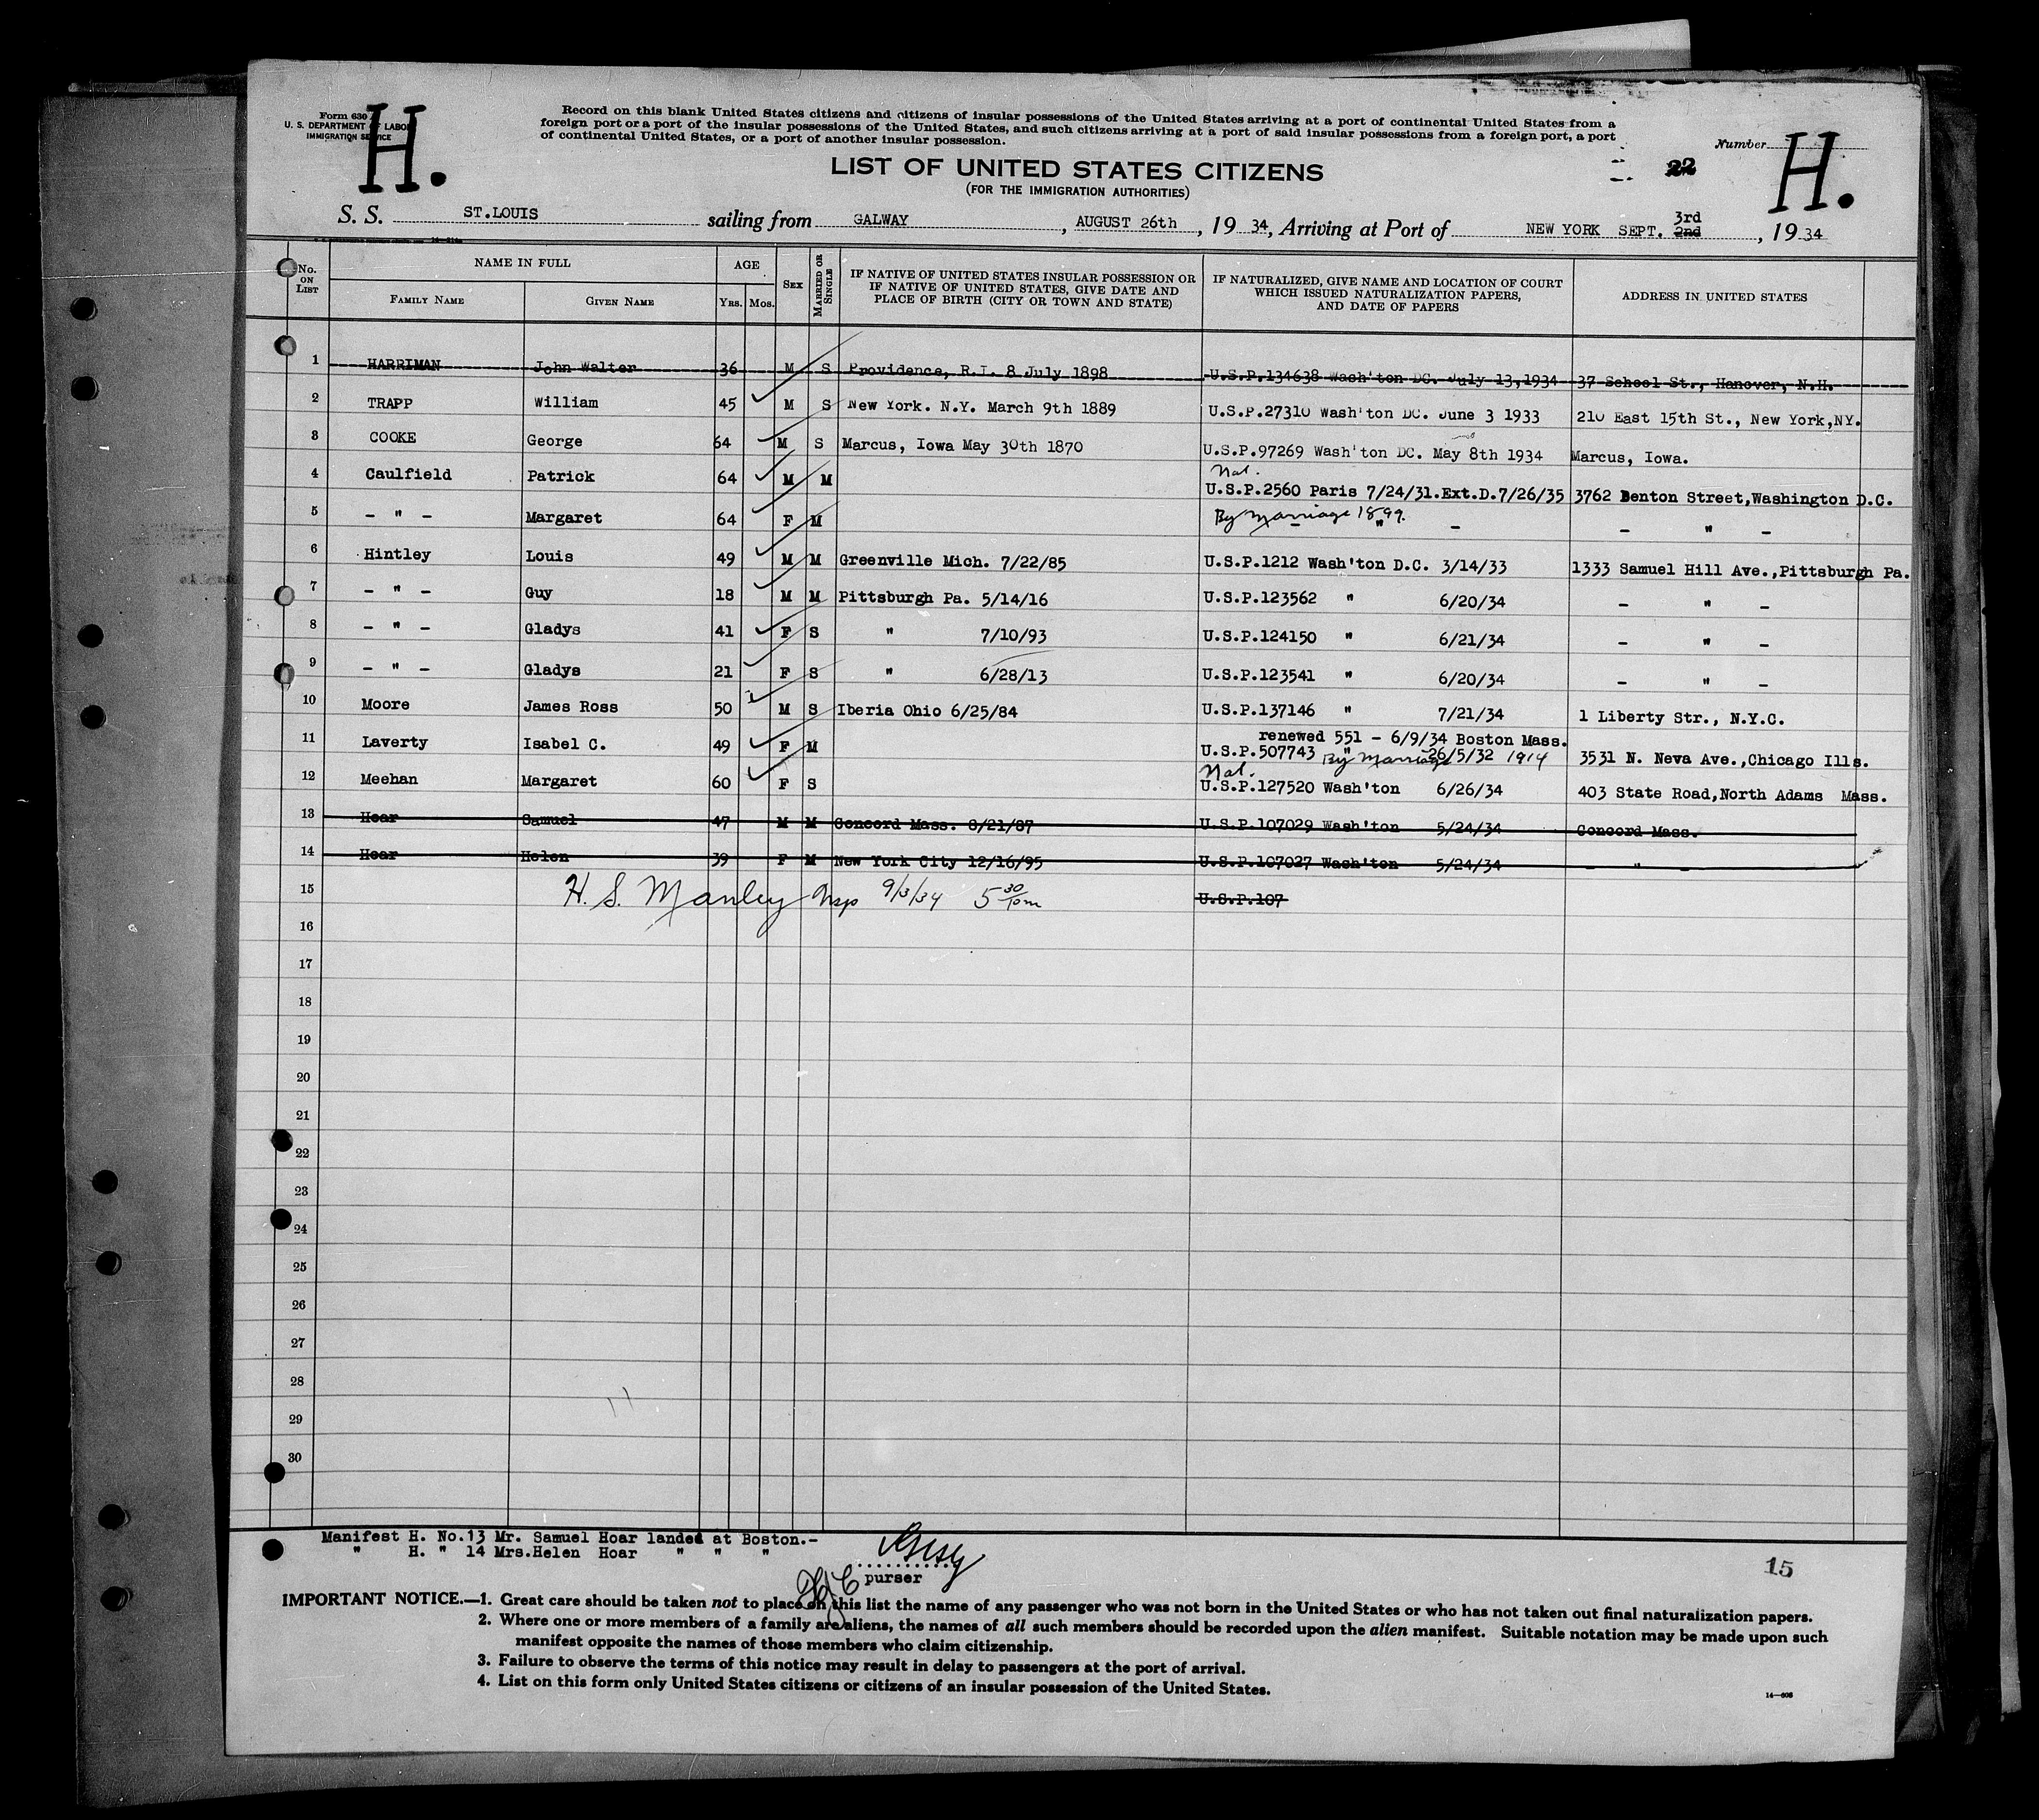 Form 630
U. S. DEPARTMENT OF LABOR
IMMIGRATION SERVICE
H.
Record on this blank United States citizens and citizens of insular possessions of the United States arriving at a port of continental United States from a
foreign port or a port of the insular possessions of the United States, and such citizens arriving at a port of said insular possessions from a foreign port, a port
of continental United States, or a port of another insular possession.
Number
H.
22
LIST OF UNITED STATES CITIZENS
(FOR THE IMMIGRATION AUTHORITIES)
S. S. ST.LOUIS sailing from GALWAY, AUGUST 26th, 19 34, Arriving at Port of NEW YORK SEPT. 3rd 2nd, 19 34
No. ON LIST
NAME IN FULL
FAMILY NAME
GIVEN NAME
AGE
YRS.
MOS.
SEX
MARRIED OR SINGLE
IF NATIVE OF UNITED STATES INSULAR POSSESSION OR
IF NATIVE OF UNITED STATES, GIVE DATE AND
PLACE OF BIRTH (CITY OR TOWN AND STATE)
IF NATURALIZED, GIVE NAME AND LOCATION OF COURT
WHICH ISSUED NATURALIZATION PAPERS,
AND DATE OF PAPERS
ADDRESS IN UNITED STATES
1 HARRIMAN John Walter 36 M S Providence, R.I. 8 July 1898 U.S.P.134638 Wash'ton DC. July 13,1934 37 School St., Hanover, N.H.
2 TRAPP William 45 M S New York. N.Y. March 9th 1889 U.S.P.27310 Wash'ton DC. June 3 1933 210 East 15th St., New York,NY.
3 COOKE George 64 M S Marcus, Iowa May 30th 1870 U.S.P.97269 Wash'ton DC. May 8th 1934 Marcus, Iowa.
Nat.
4 Caulfield Patrick 64 M M U.S.P.2560 Paris 7/24/31.Ext.D.7/26/35 3762 Benton Street,Washington D.C.
5 - " - Margaret 64 F M By Marriage 1899. - " - - " -
6 Hintley Louis 49 M M Greenville Mich. 7/22/85 U.S.P.1212 Wash'ton D.C. 3/14/33 1333 Samuel Hill Ave.,Pittsburgh Pa.
7 - " - Guy 18 M M Pittsburgh Pa. 5/14/16 U.S.P.123562 " 6/20/34 - " -
8 - " - Gladys 41 F S " 7/10/93 U.S.P.124150 " 6/21/34 - " -
9 - " - Gladys 21 F S " 6/28/13 U.S.P.123541 " 6/20/34 - " -
10 Moore James Ross 50 M S Iberia Ohio 6/25/84 U.S.P.137146 " 7/21/34 1 Liberty Str., N.Y.C.
renewed 551 - 6/9/34 Boston Mass.
11 Laverty Isabel C. 49 F M U.S.P.507743 " 26/5/32 By Marriage 1914 3531 N. Neva Ave.,Chicago Ills.
Nat.
12 Meehan Margaret 60 F S U.S.P.127520 Wash'ton 6/26/34 403 State Road,North Adams Mass.
13 Hoar Samuel 47 M M Concord Mass. 8/21/87 U.S.P.107029 Wash'ton 5/24/34 Concord Mass.
14 Hoar Helen 39 F M New York City 12/16/95 U.S.P.107027 Wash'ton 5/24/34 - " -
15 H. S. Manley Insp 9/3/34 5 30 pm U.S.P.107
16
17
18
19
20
21
22
23
24
25
26
27
28
29
30
Manifest H. No.13 Mr. Samuel Hoar landed at Boston.-
" H. " 14 Mrs.Helen Hoar " " "
purser
15
IMPORTANT NOTICE.—1. Great care should be taken not to place on this list the name of any passenger who was not born in the United States or who has not taken out final naturalization papers.
2. Where one or more members of a family are aliens, the names of all such members should be recorded upon the alien manifest. Suitable notation may be made upon such
manifest opposite the names of those members who claim citizenship.
3. Failure to observe the terms of this notice may result in delay to passengers at the port of arrival.
4. List on this form only United States citizens or citizens of an insular possession of the United States.
14—606